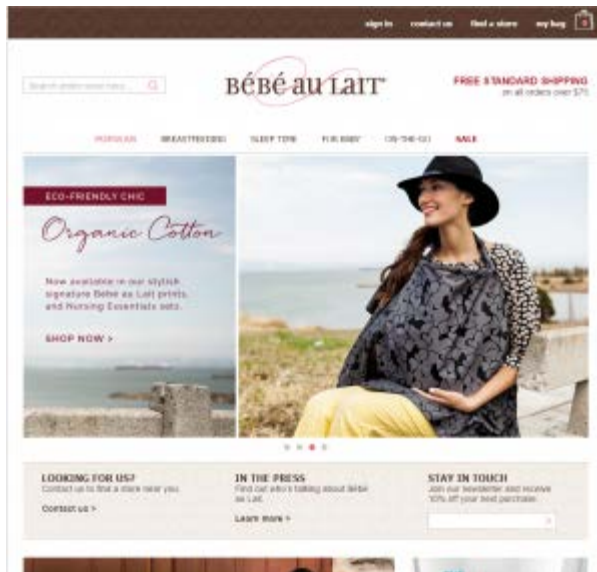 sign in contact us find a store my bag
BéBé au LaiT
FREE STANDARD SHIPPING
on all orders over $75
POPULAR BREASTFEEDING SLEEP TIME FOR BABY ON-THE-GO SALE
ECO-FRIENDLY CHIC
Organic Cotton
Now available in our stylish
signature Bébé au Lait prints,
and Nursing Essentials sets.
SHOP NOW >
LOOKING FOR US?
Contact us to find a store near you.
Contact us >
IN THE PRESS
Find out who's talking about Bébé
au Lait.
Learn more >
STAY IN TOUCH
Join our newsletter and receive
10% off your next purchase.